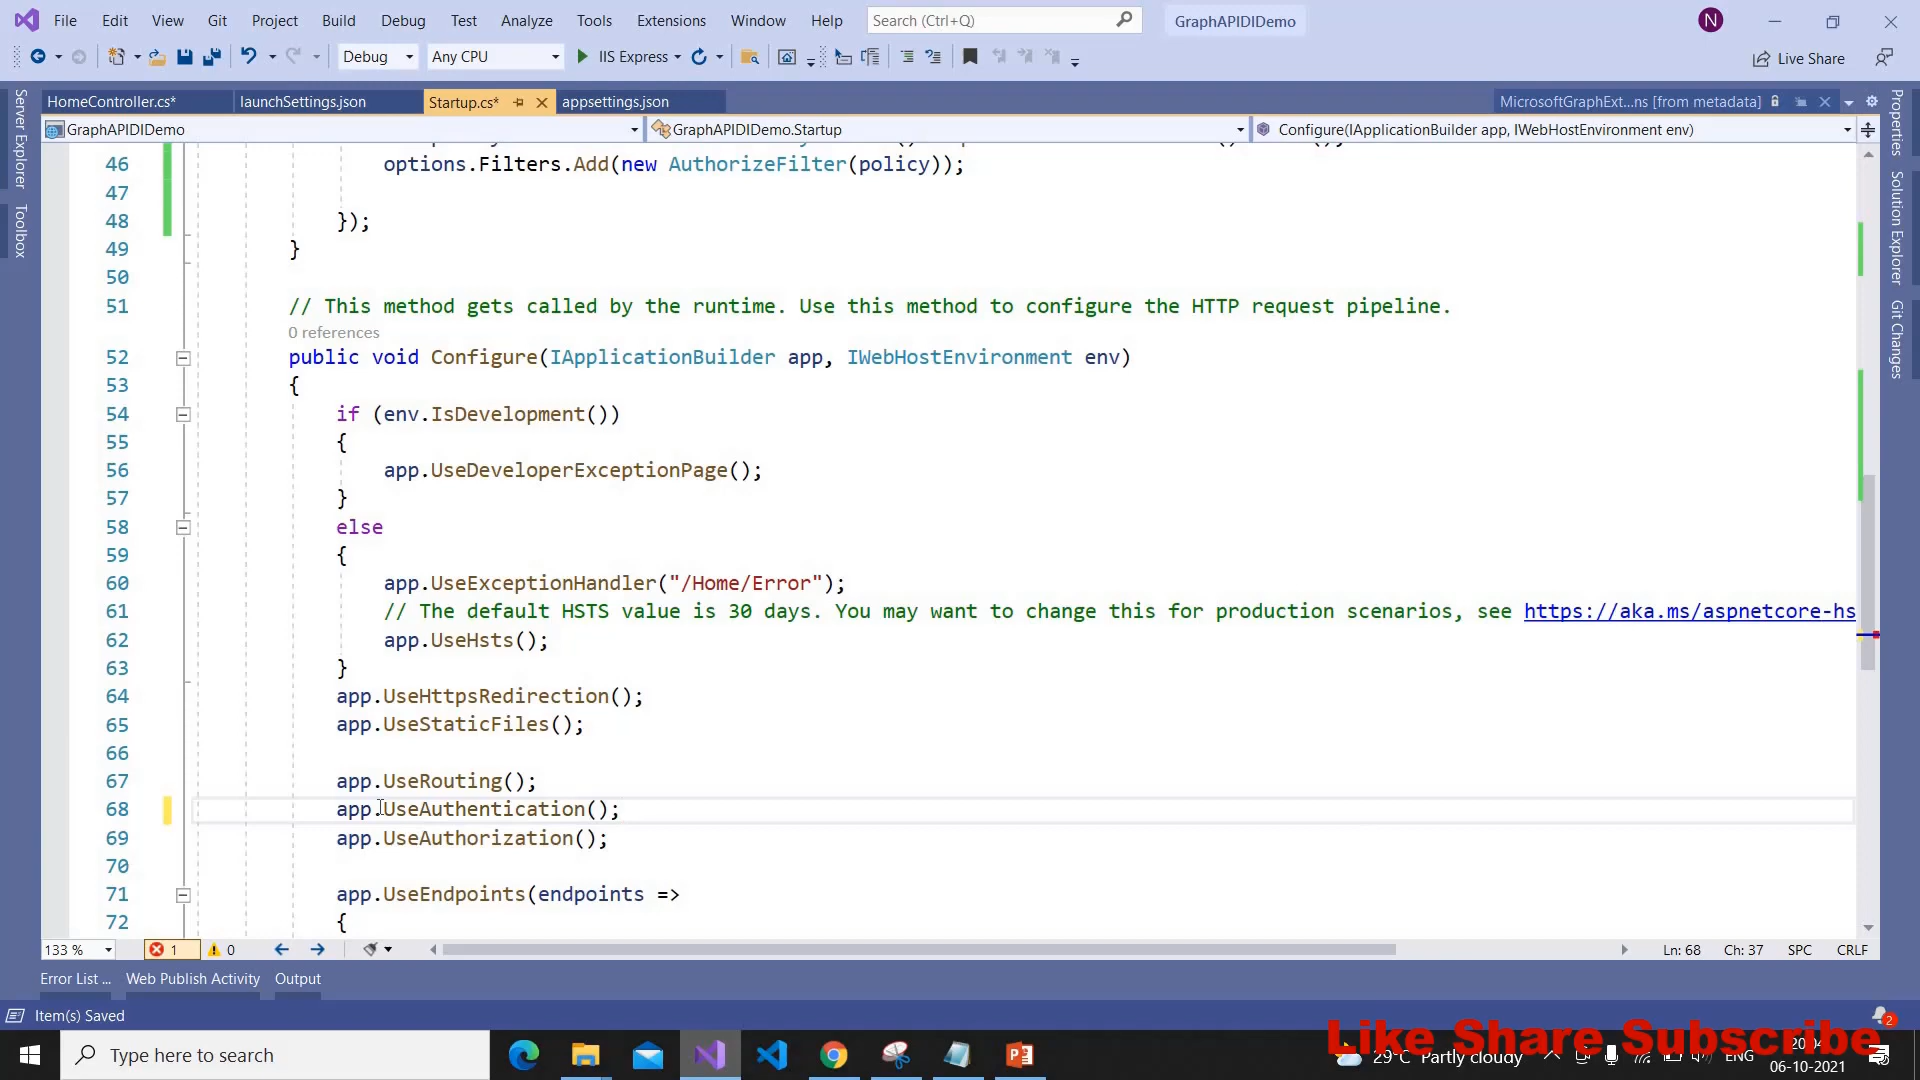 File Edit View Git Project Build Debug Test Analyze Tools Extensions Window Help Search (Ctrl+Q) GraphAPIDIDemo N
Debug Any CPU IIS Express Live Share
HomeController.cs* launchSettings.json Startup.cs* appsettings.json MicrosoftGraphExt...ns [from metadata]
GraphAPIDIDemo GraphAPIDIDemo.Startup Configure(IApplicationBuilder app, IWebHostEnvironment env)
Server Explorer
Toolbox
Properties
Solution Explorer
Git Changes
46 options.Filters.Add(new AuthorizeFilter(policy));
47
48 });
49 }
50
51 // This method gets called by the runtime. Use this method to configure the HTTP request pipeline.
0 references
52 public void Configure(IApplicationBuilder app, IWebHostEnvironment env)
53 {
54 if (env.IsDevelopment())
55 {
56 app.UseDeveloperExceptionPage();
57 }
58 else
59 {
60 app.UseExceptionHandler("/Home/Error");
61 // The default HSTS value is 30 days. You may want to change this for production scenarios, see https://aka.ms/aspnetcore-hs
62 app.UseHsts();
63 }
64 app.UseHttpsRedirection();
65 app.UseStaticFiles();
66
67 app.UseRouting();
68 app.UseAuthentication();
69 app.UseAuthorization();
70
71 app.UseEndpoints(endpoints =>
72 {
133 % 1 0 Ln: 68 Ch: 37 SPC CRLF
Error List ... Web Publish Activity Output
Item(s) Saved 2
Like Share Subscribe
Type here to search 29°C Partly cloudy ENG
06-10-2021